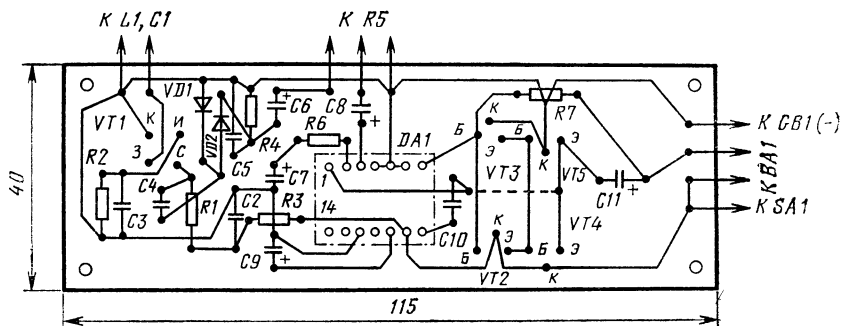 К L1, C1
К R5
VD1
C6
C8
К
R7
К GB1 (-)
VT1
К
И
VD2
R4
R6
DA1
Б
Э
Б
Э
К
VT5
К BA1
R2
З
С
C5
C7
1
VT3
40
C4
C11
К SA1
C3
R1
C2
R3
14
C10
К
VT4
C9
Б
Э
Б
Э
VT2
К
115